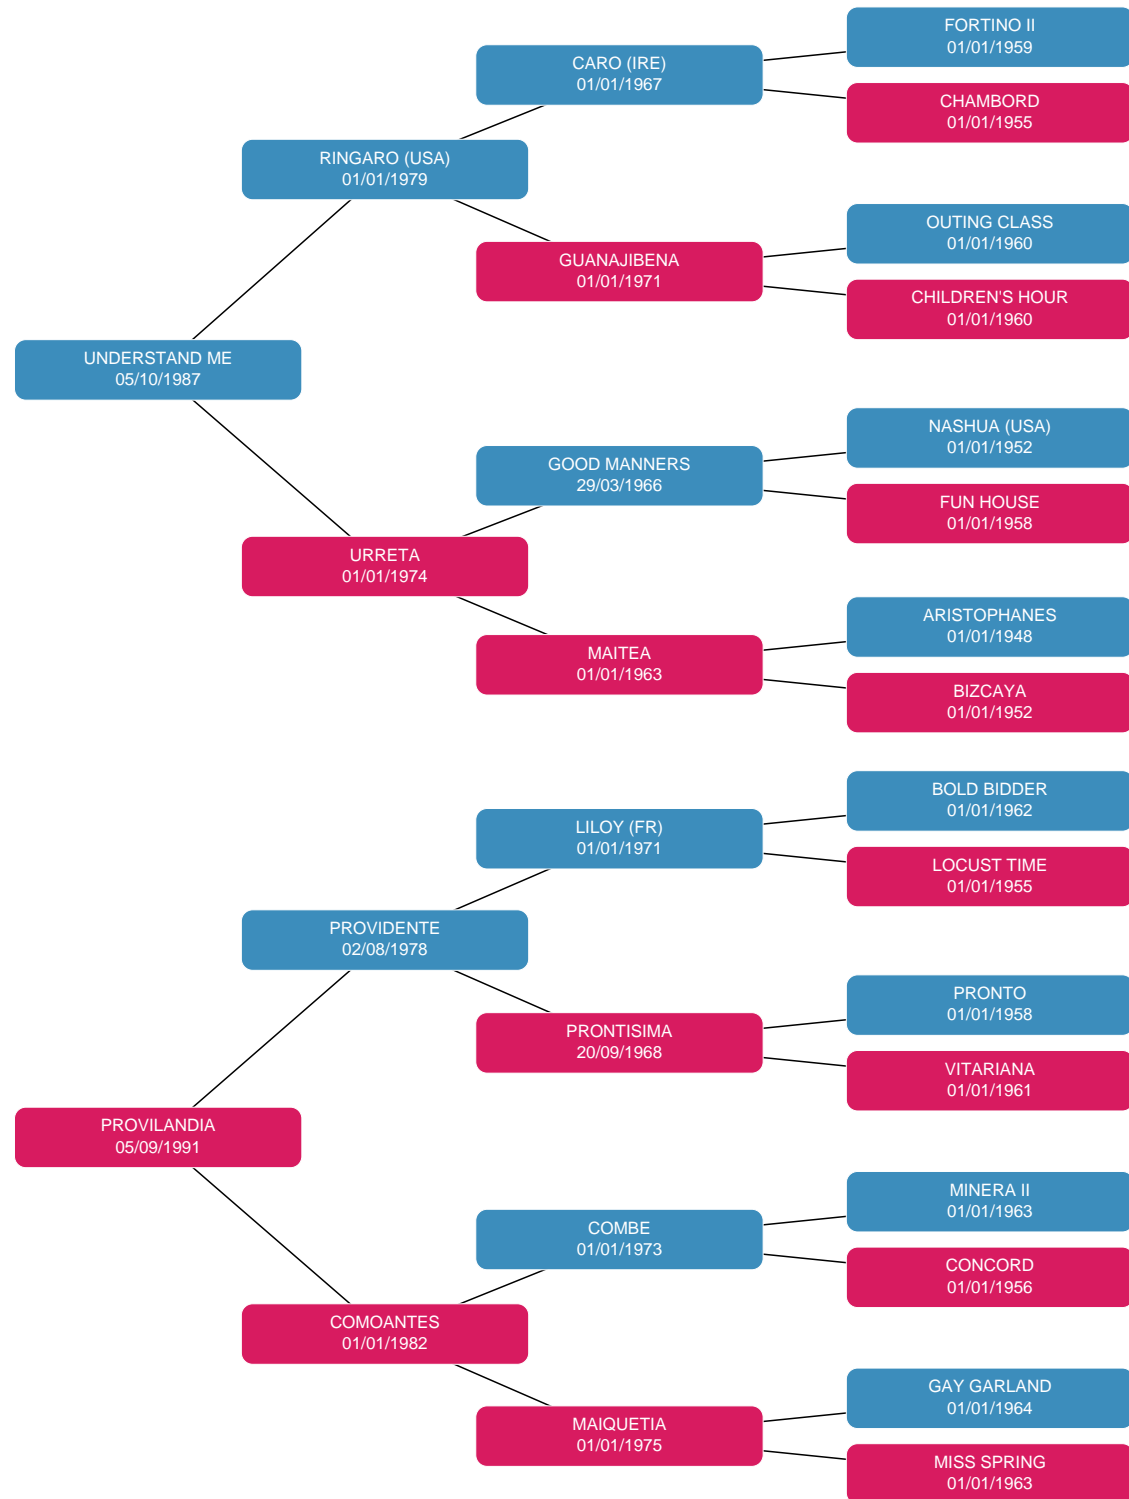 FORTINO II
01/01/1959
CARO (IRE)
01/01/1967
CHAMBORD
01/01/1955
RINGARO (USA)
01/01/1979
OUTING CLASS
01/01/1960
GUANAJIBENA
01/01/1971
CHILDREN'S HOUR
01/01/1960
UNDERSTAND ME
05/10/1987
NASHUA (USA)
01/01/1952
GOOD MANNERS
29/03/1966
FUN HOUSE
01/01/1958
URRETA
01/01/1974
ARISTOPHANES
01/01/1948
MAITEA
01/01/1963
BIZCAYA
01/01/1952
BOLD BIDDER
01/01/1962
LILOY (FR)
01/01/1971
LOCUST TIME
01/01/1955
PROVIDENTE
02/08/1978
PRONTO
01/01/1958
PRONTISIMA
20/09/1968
VITARIANA
01/01/1961
PROVILANDIA
05/09/1991
MINERA II
01/01/1963
COMBE
01/01/1973
CONCORD
01/01/1956
COMOANTES
01/01/1982
GAY GARLAND
01/01/1964
MAIQUETIA
01/01/1975
MISS SPRING
01/01/1963